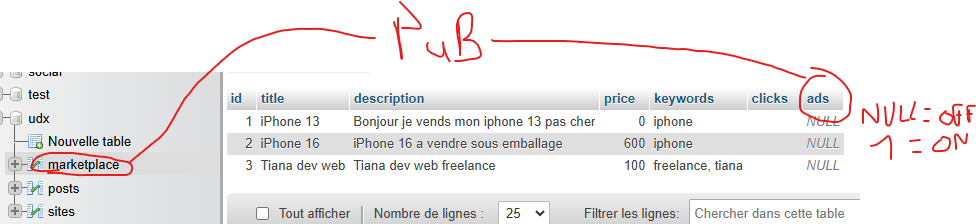 PuB
social
test
udx
Nouvelle table
marketplace
posts
sites
id title description price keywords clicks ads
1 iPhone 13 Bonjour je vends mon iphone 13 pas cher 0 iphone NULL
2 iPhone 16 iPhone 16 a vendre sous emballage 600 iphone NULL
3 Tiana dev web Tiana dev web freelance 100 freelance, tiana NULL
NULL = OFF
1 = ON
Tout afficher Nombre de lignes : 25 Filtrer les lignes: Chercher dans cette table